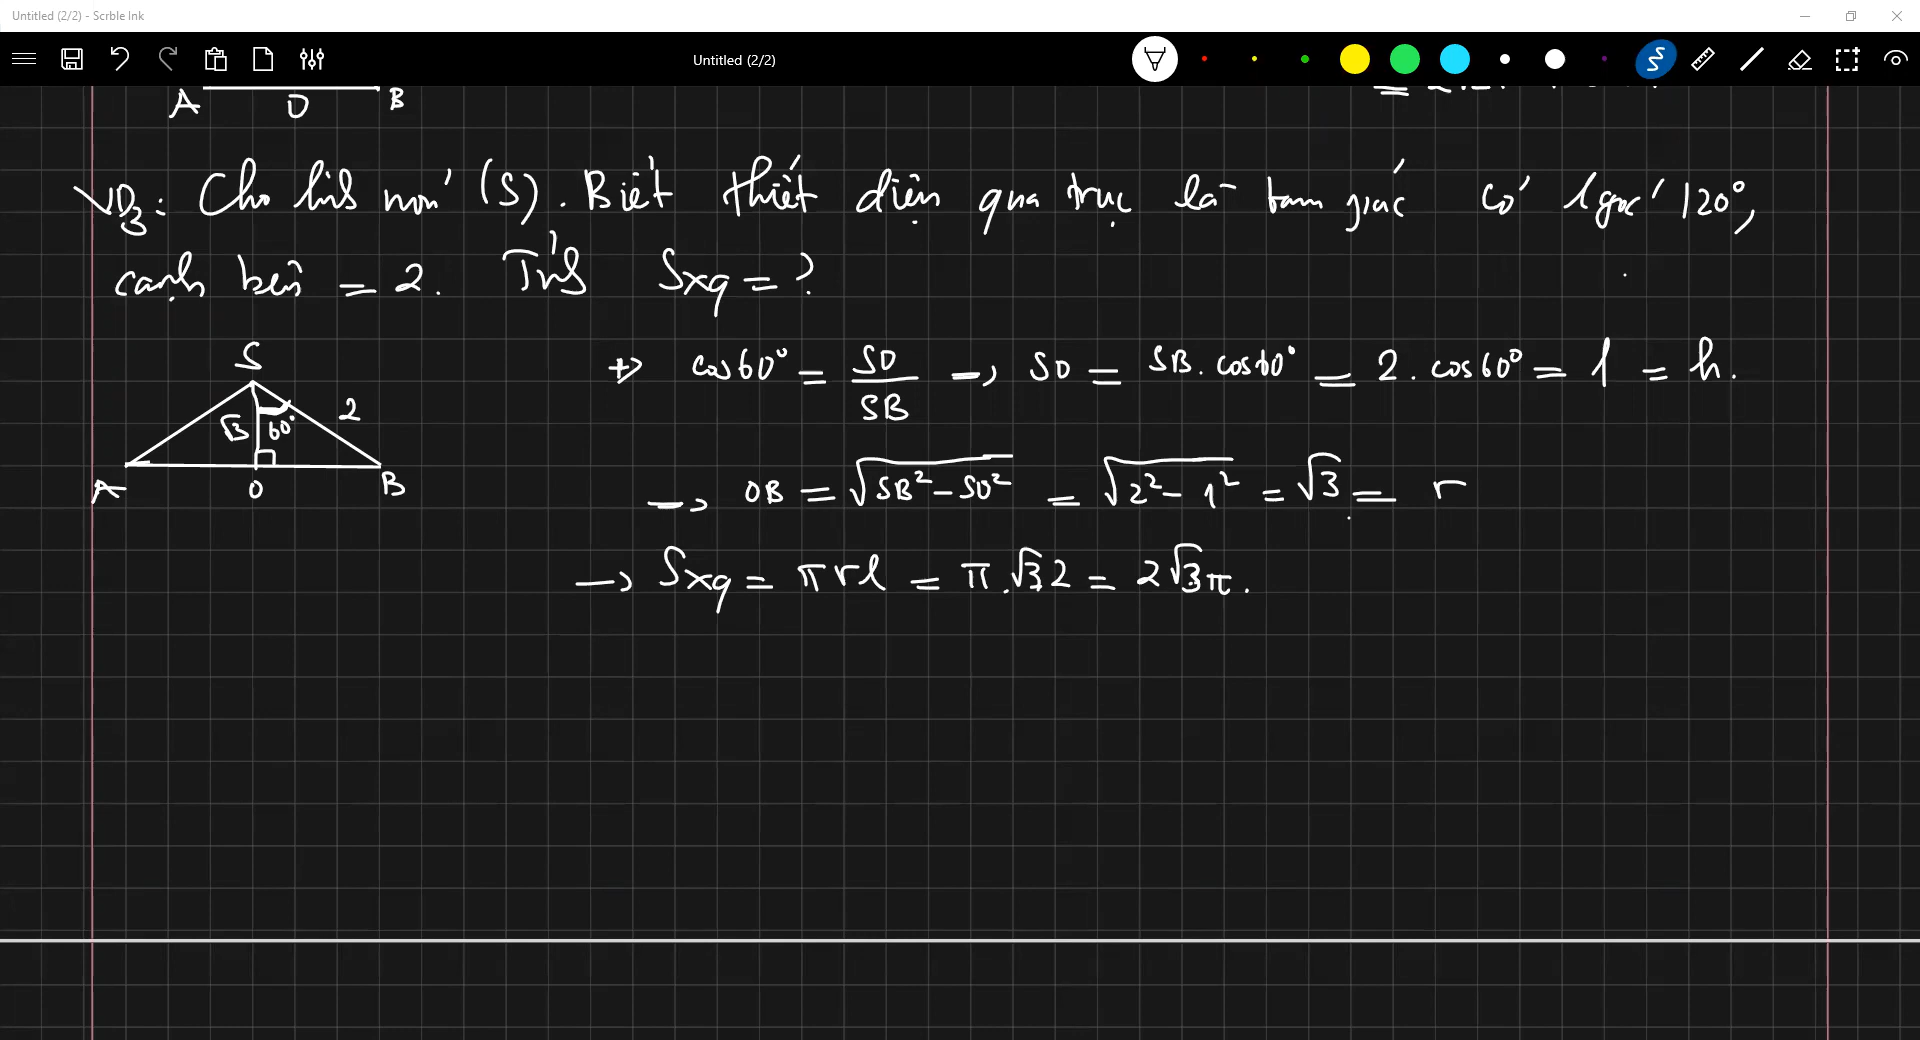 Untitled (2/2) - Scrble Ink
Untitled (2/2)
A O B
VD3: Cho hình nón (S). Biết thiết diện qua trục là tam giác có 1 góc 120°,
cạnh bên = 2. Tính Sxq = ?
S
√3 60° 2
A O B
+> cos60° = SO/SB → SO = SB. cos60° = 2. cos60° = 1 = h.
→ OB = √(SB² - SO²) = √(2² - 1²) = √3 = r
→ Sxq = πrl = π.√3.2 = 2√3π.